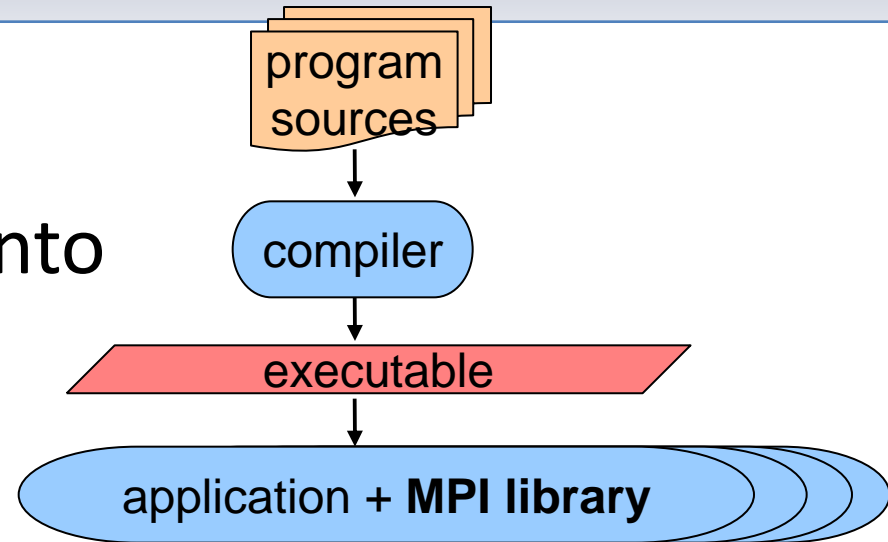 program
sources
nto
compiler
executable
application + MPI library